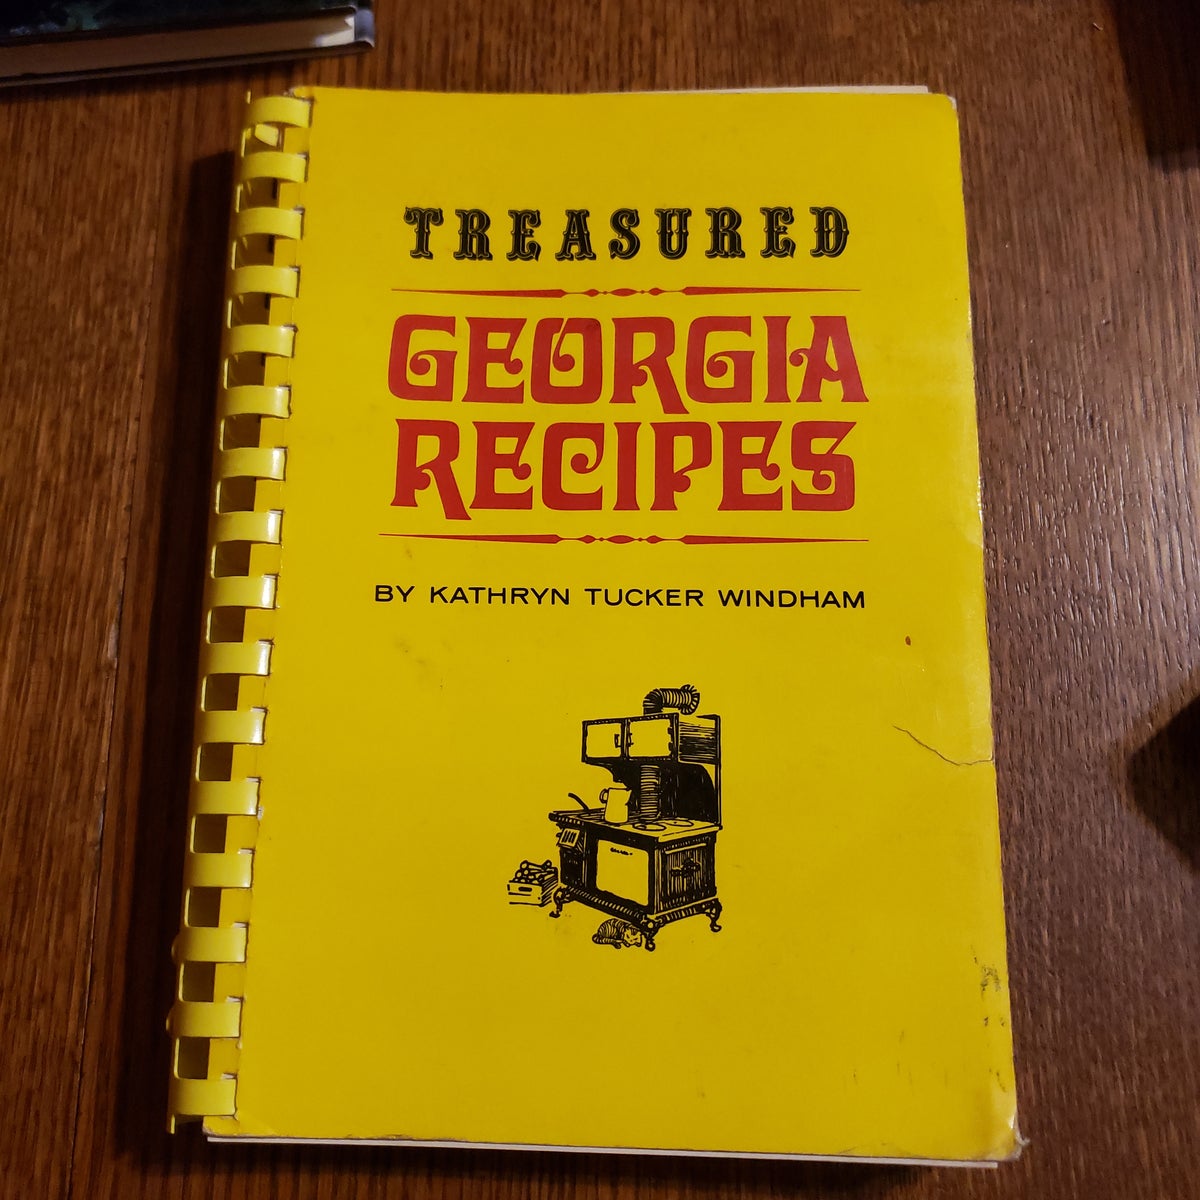 TREASURED
GEORGIA
RECIPES
BY KATHRYN TUCKER WINDHAM